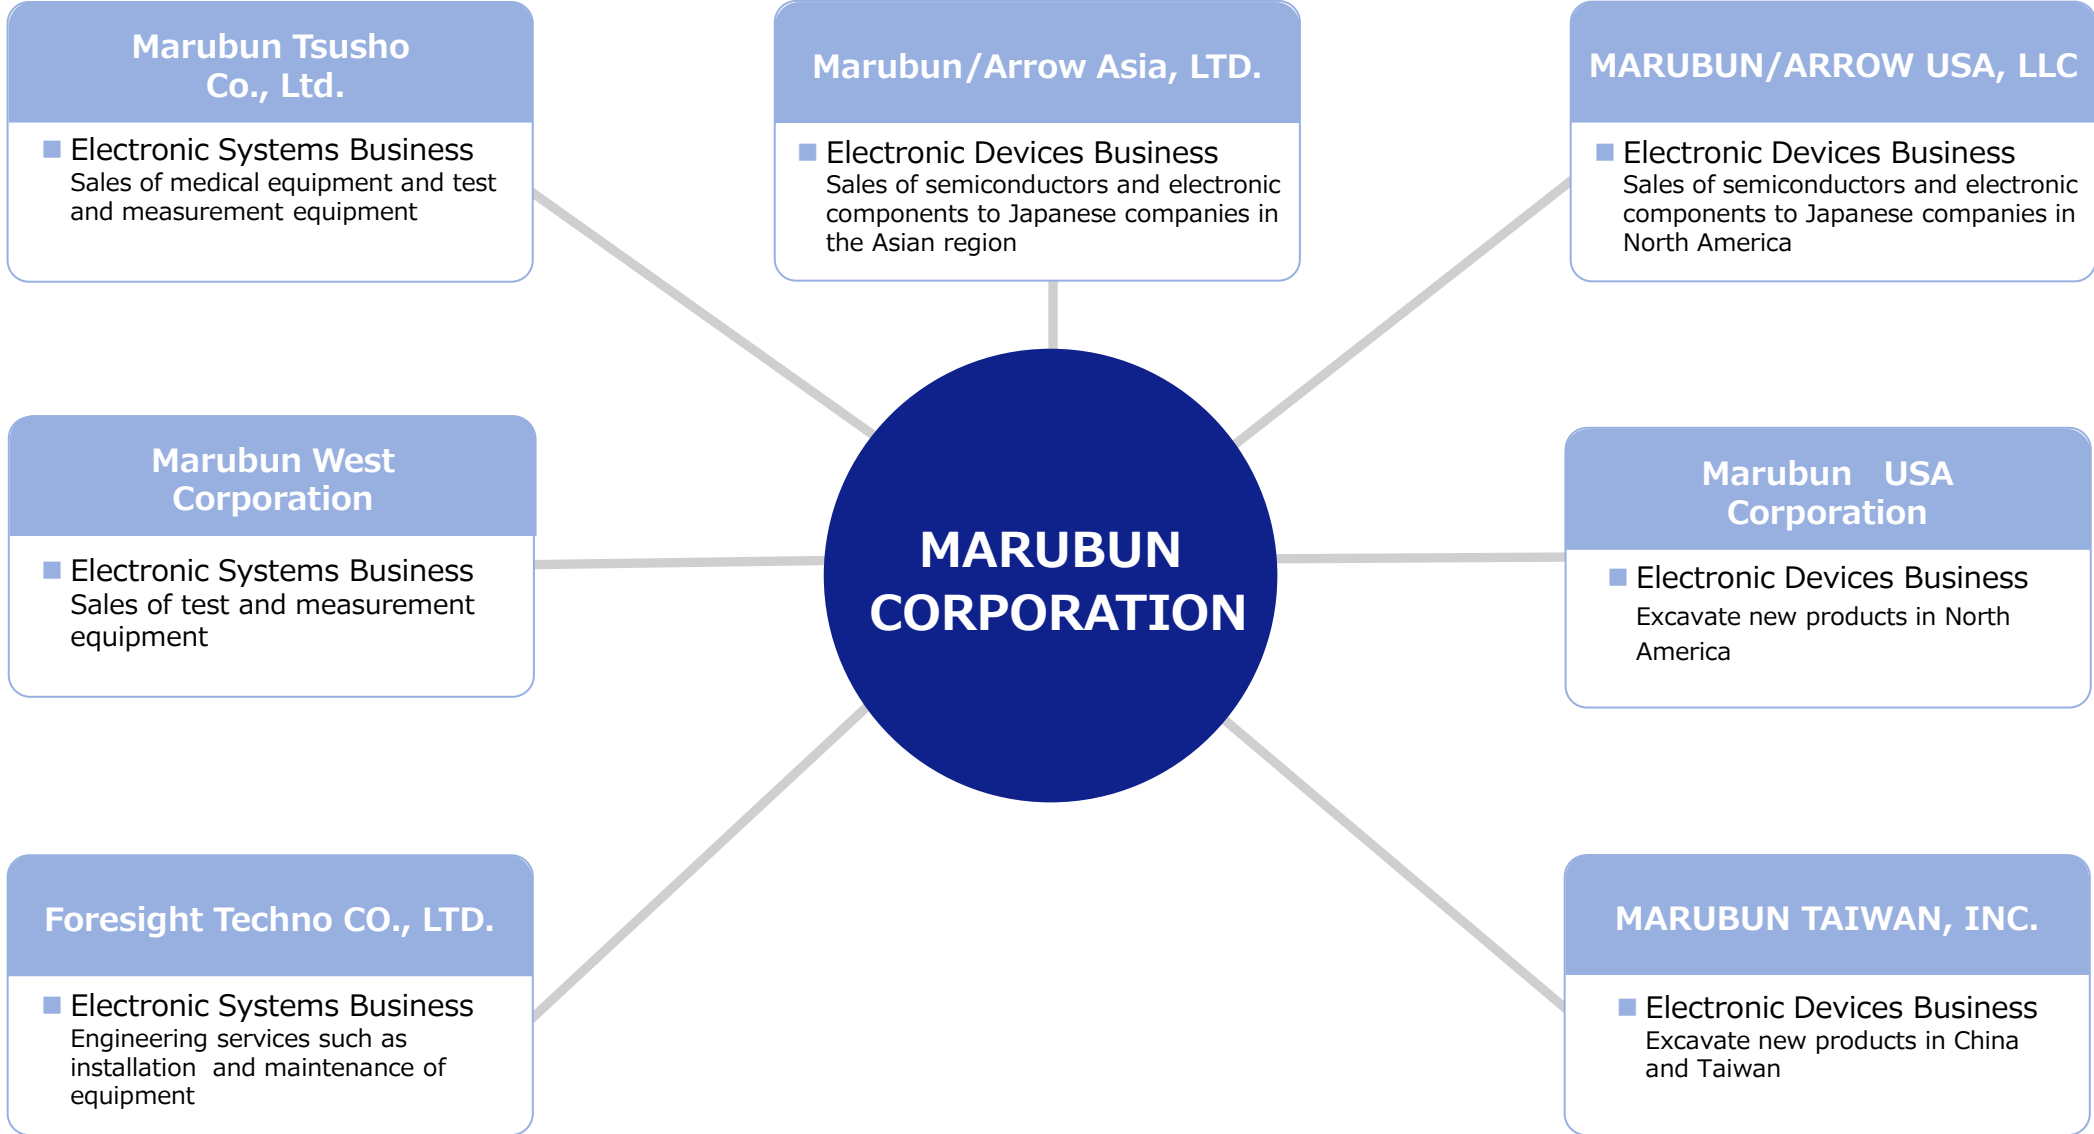 Marubun Tsusho
Co., Ltd.
■ Electronic Systems Business
Sales of medical equipment and test
and measurement equipment
Marubun/Arrow Asia, LTD.
■ Electronic Devices Business
Sales of semiconductors and electronic
components to Japanese companies in
the Asian region
MARUBUN/ARROW USA, LLC
■ Electronic Devices Business
Sales of semiconductors and electronic
components to Japanese companies in
North America
Marubun West
Corporation
■ Electronic Systems Business
Sales of test and measurement
equipment
MARUBUN
CORPORATION
Marubun USA
Corporation
■ Electronic Devices Business
Excavate new products in North
America
Foresight Techno CO., LTD.
■ Electronic Systems Business
Engineering services such as
installation and maintenance of
equipment
MARUBUN TAIWAN, INC.
■ Electronic Devices Business
Excavate new products in China
and Taiwan